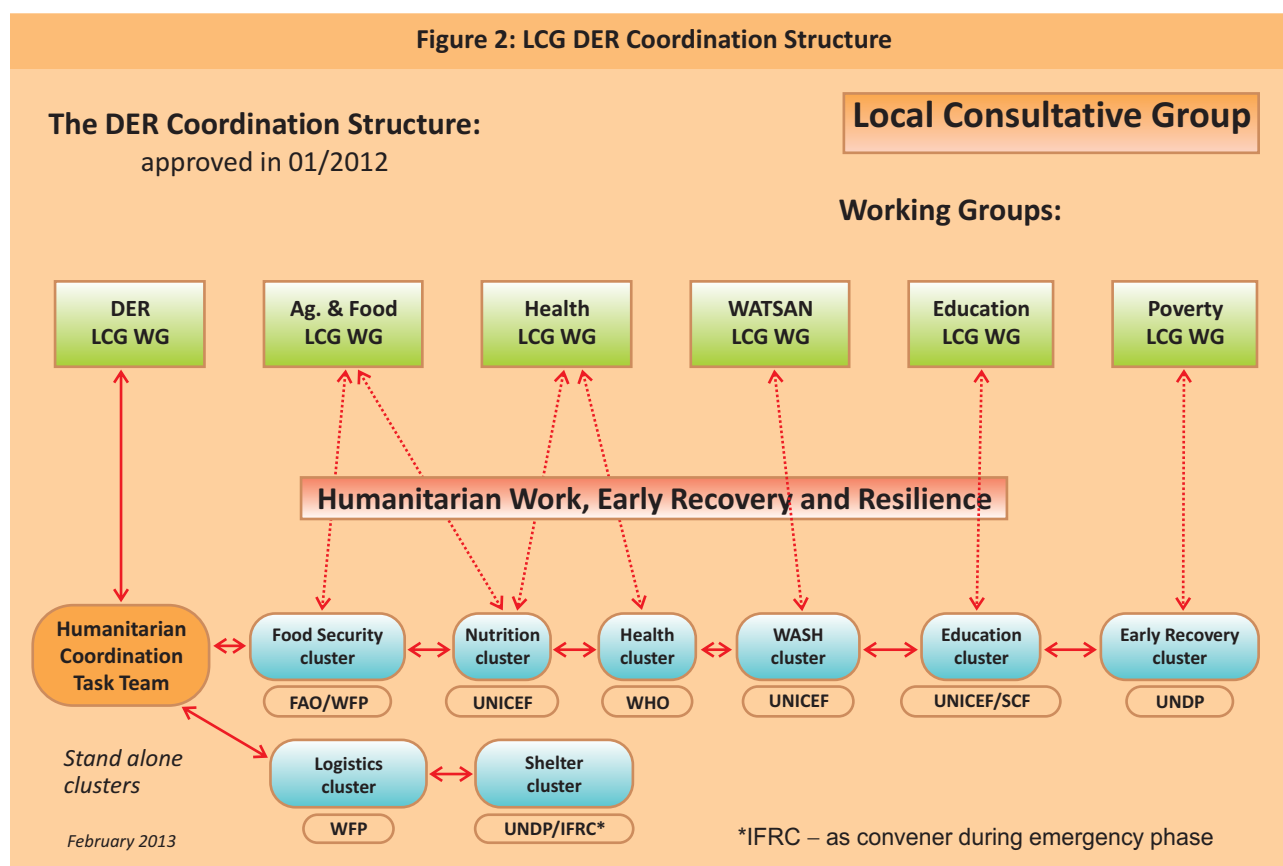 Figure 2: LCG DER Coordination Structure
The DER Coordination Structure:
approved in 01/2012
Local Consultative Group
Working Groups:
DER
LCG WG
Ag. & Food
LCG WG
Health
LCG WG
WATSAN
LCG WG
Education
LCG WG
Poverty
LCG WG
Humanitarian Work, Early Recovery and Resilience
Humanitarian
Coordination
Task Team
Food Security
cluster
Nutrition
cluster
Health
cluster
WASH
cluster
Education
cluster
Early Recovery
cluster
FAO/WFP
UNICEF
WHO
UNICEF
UNICEF/SCF
UNDP
Stand alone
clusters
Logistics
cluster
Shelter
cluster
WFP
UNDP/IFRC*
February 2013
*IFRC – as convener during emergency phase